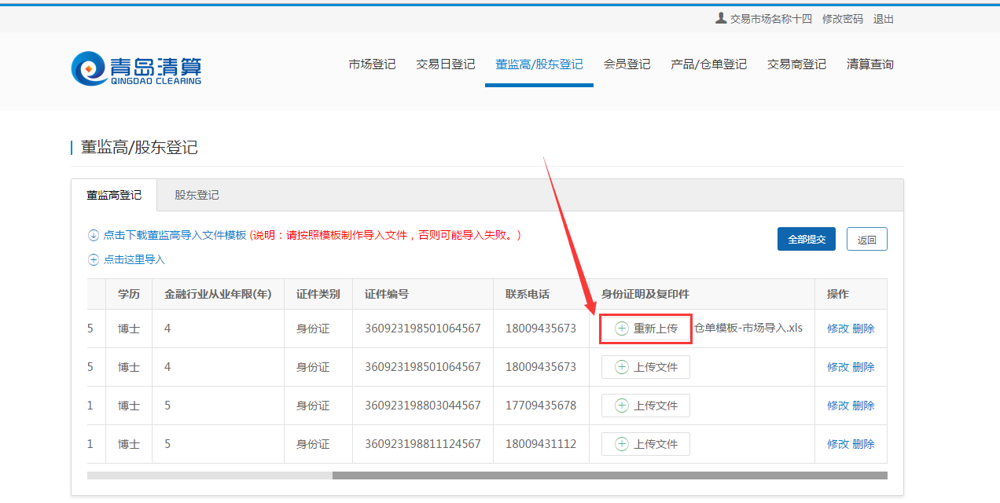 交易市场名称十四 修改密码 退出
青岛清算
QINGDAO CLEARING
市场登记 交易日登记 董监高/股东登记 会员登记 产品/仓单登记 交易商登记 清算查询
董监高/股东登记
董监高登记 股东登记
点击下载董监高导入文件模板 (说明：请按照模板制作导入文件，否则可能导入失败。)
全部提交 返回
点击这里导入
学历 金融行业从业年限(年) 证件类别 证件编号 联系电话 身份证明及复印件 操作
5 博士 4 身份证 360923198501064567 18009435673 重新上传 仓单模板-市场导入.xls 修改 删除
5 博士 4 身份证 360923198501064567 18009435673 上传文件 修改 删除
1 博士 5 身份证 360923198803044567 17709435678 上传文件 修改 删除
1 博士 5 身份证 360923198811124567 18009431112 上传文件 修改 删除